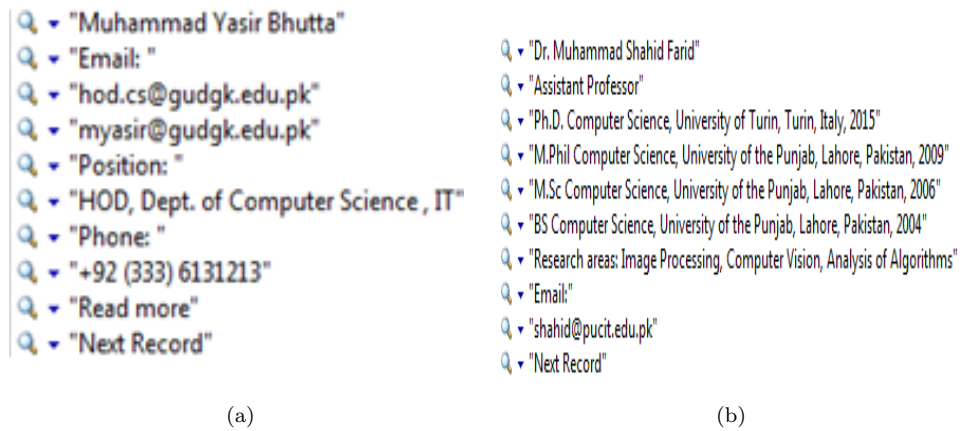 "Muhammad Yasir Bhutta"
"Email: "
"hod.cs@gudgk.edu.pk"
"myasir@gudgk.edu.pk"
"Position: "
"HOD, Dept. of Computer Science , IT"
"Phone: "
"+92 (333) 6131213"
"Read more"
"Next Record"
(a)
"Dr. Muhammad Shahid Farid"
"Assistant Professor"
"Ph.D. Computer Science, University of Turin, Turin, Italy, 2015"
"M.Phil Computer Science, University of the Punjab, Lahore, Pakistan, 2009"
"M.Sc Computer Science, University of the Punjab, Lahore, Pakistan, 2006"
"BS Computer Science, University of the Punjab, Lahore, Pakistan, 2004"
"Research areas: Image Processing, Computer Vision, Analysis of Algorithms"
"Email:"
"shahid@pucit.edu.pk"
"Next Record"
(b)